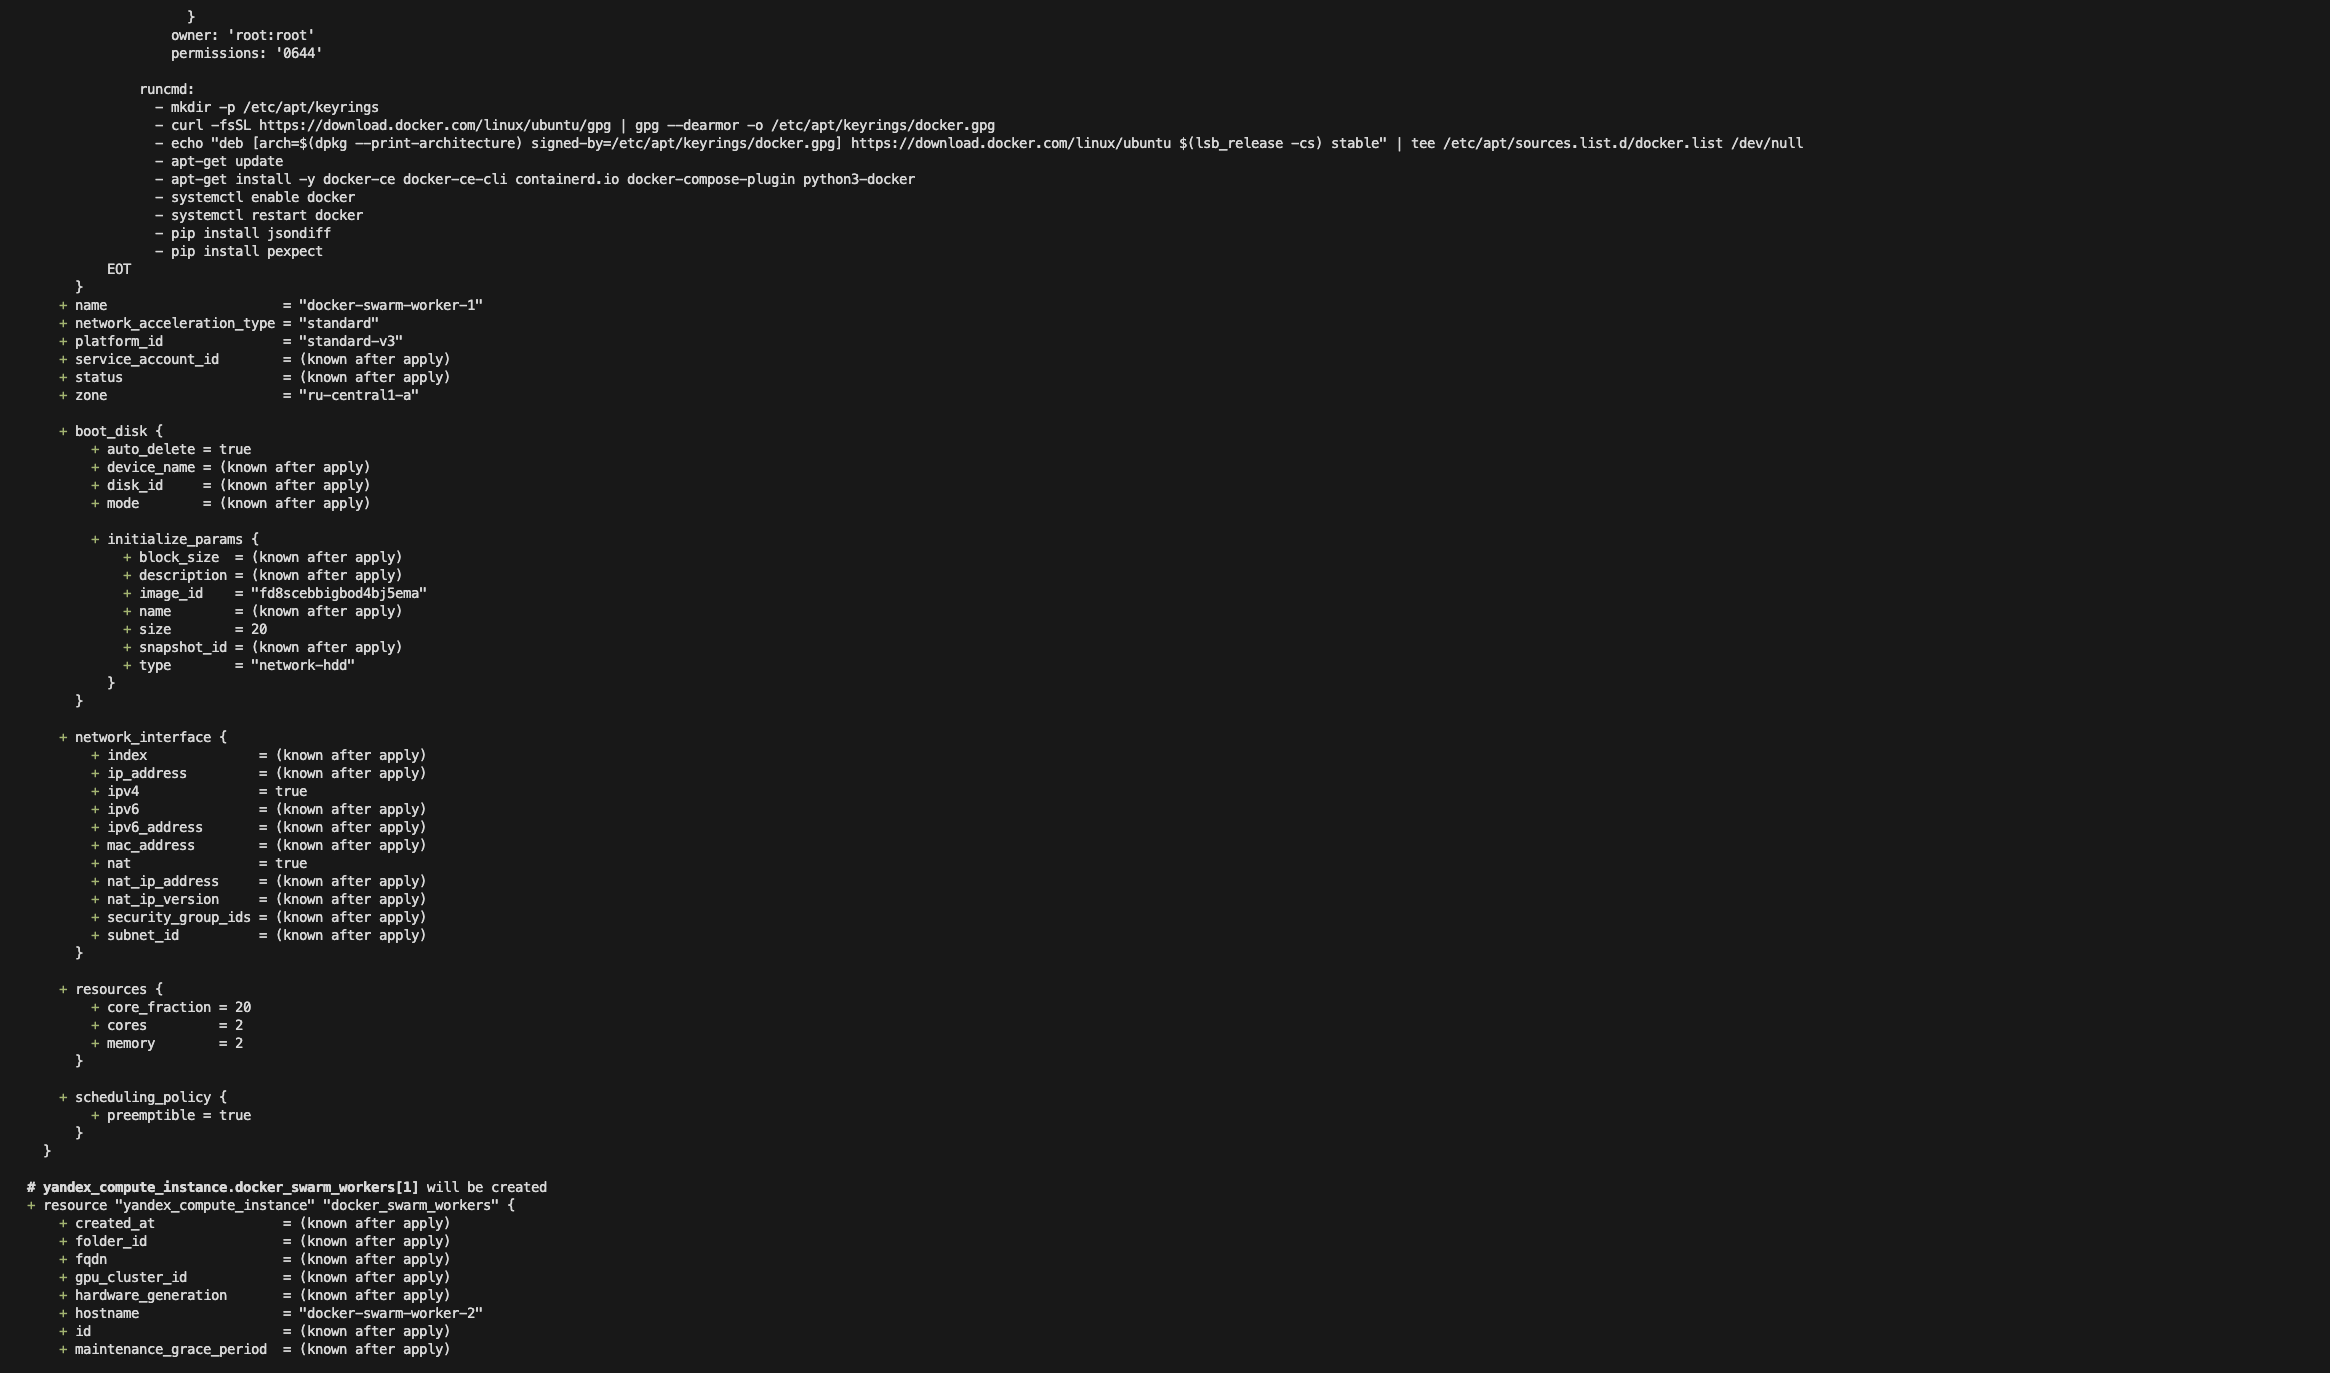 }
owner: 'root:root'
permissions: '0644'
runcmd:
- mkdir -p /etc/apt/keyrings
- curl -fsSL https://download.docker.com/linux/ubuntu/gpg | gpg --dearmor -o /etc/apt/keyrings/docker.gpg
- echo "deb [arch=$(dpkg --print-architecture) signed-by=/etc/apt/keyrings/docker.gpg] https://download.docker.com/linux/ubuntu $(lsb_release -cs) stable" | tee /etc/apt/sources.list.d/docker.list /dev/null
- apt-get update
- apt-get install -y docker-ce docker-ce-cli containerd.io docker-compose-plugin python3-docker
- systemctl enable docker
- systemctl restart docker
- pip install jsondiff
- pip install pexpect
EOT
}
+ name = "docker-swarm-worker-1"
+ network_acceleration_type = "standard"
+ platform_id = "standard-v3"
+ service_account_id = (known after apply)
+ status = (known after apply)
+ zone = "ru-central1-a"
+ boot_disk {
+ auto_delete = true
+ device_name = (known after apply)
+ disk_id = (known after apply)
+ mode = (known after apply)
+ initialize_params {
+ block_size = (known after apply)
+ description = (known after apply)
+ image_id = "fd8scebbigbod4bj5ema"
+ name = (known after apply)
+ size = 20
+ snapshot_id = (known after apply)
+ type = "network-hdd"
}
}
+ network_interface {
+ index = (known after apply)
+ ip_address = (known after apply)
+ ipv4 = true
+ ipv6 = (known after apply)
+ ipv6_address = (known after apply)
+ mac_address = (known after apply)
+ nat = true
+ nat_ip_address = (known after apply)
+ nat_ip_version = (known after apply)
+ security_group_ids = (known after apply)
+ subnet_id = (known after apply)
}
+ resources {
+ core_fraction = 20
+ cores = 2
+ memory = 2
}
+ scheduling_policy {
+ preemptible = true
}
}
# yandex_compute_instance.docker_swarm_workers[1] will be created
+ resource "yandex_compute_instance" "docker_swarm_workers" {
+ created_at = (known after apply)
+ folder_id = (known after apply)
+ fqdn = (known after apply)
+ gpu_cluster_id = (known after apply)
+ hardware_generation = (known after apply)
+ hostname = "docker-swarm-worker-2"
+ id = (known after apply)
+ maintenance_grace_period = (known after apply)